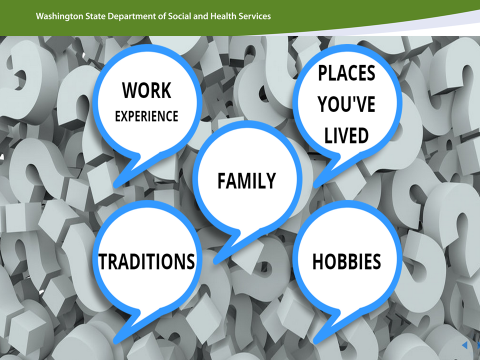 Washington State Department of Social and Health Services
WORK
EXPERIENCE
PLACES
YOU'VE
LIVED
FAMILY
TRADITIONS
HOBBIES